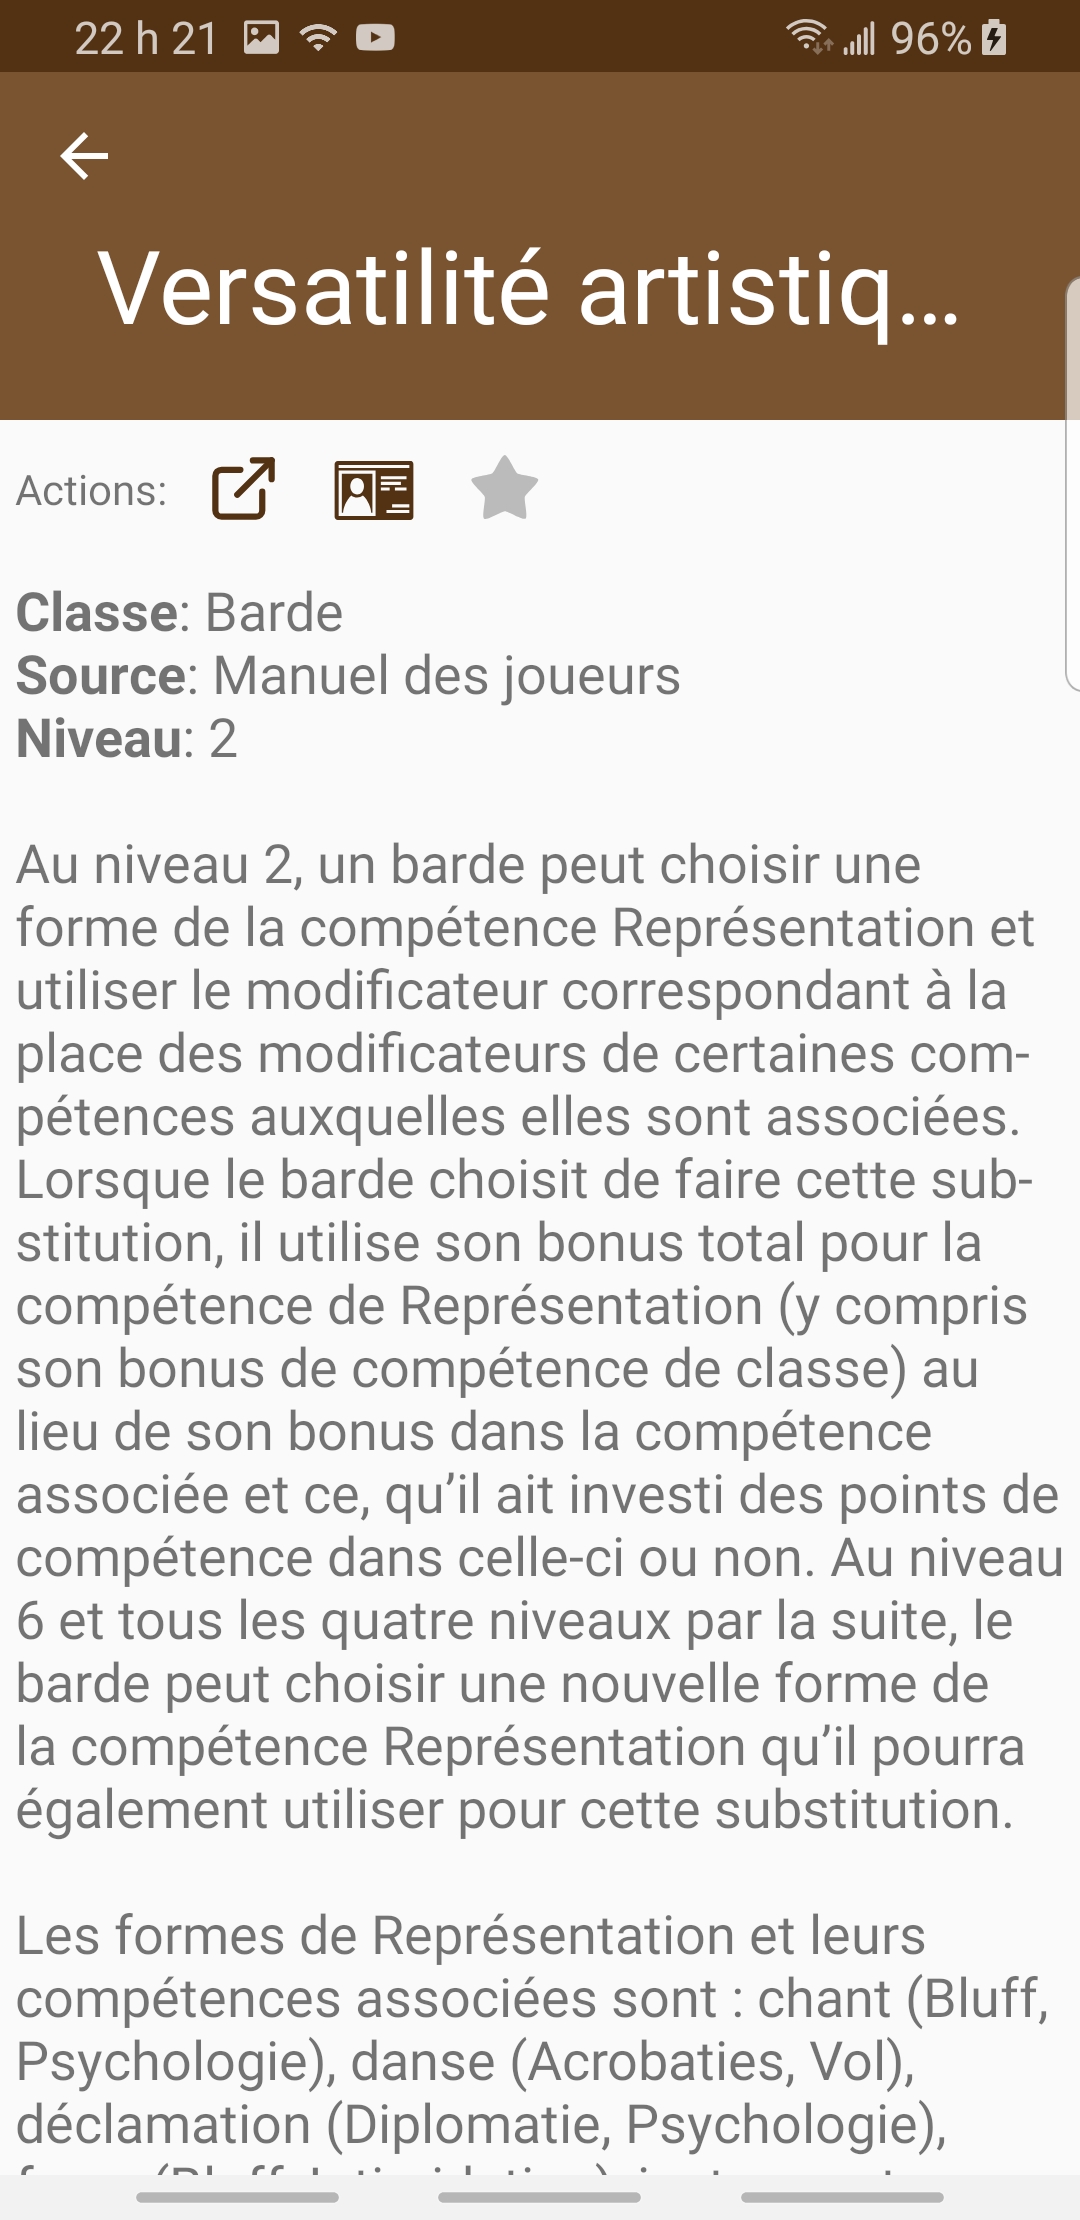 22 h 21
96%
Versatilité artistiq...
Actions:
Classe: Barde
Source: Manuel des joueurs
Niveau: 2
Au niveau 2, un barde peut choisir une
forme de la compétence Représentation et
utiliser le modificateur correspondant à la
place des modificateurs de certaines com-
pétences auxquelles elles sont associées.
Lorsque le barde choisit de faire cette sub-
stitution, il utilise son bonus total pour la
compétence de Représentation (y compris
son bonus de compétence de classe) au
lieu de son bonus dans la compétence
associée et ce, qu’il ait investi des points de
compétence dans celle-ci ou non. Au niveau
6 et tous les quatre niveaux par la suite, le
barde peut choisir une nouvelle forme de
la compétence Représentation qu’il pourra
également utiliser pour cette substitution.
Les formes de Représentation et leurs
compétences associées sont : chant (Bluff,
Psychologie), danse (Acrobaties, Vol),
déclamation (Diplomatie, Psychologie),